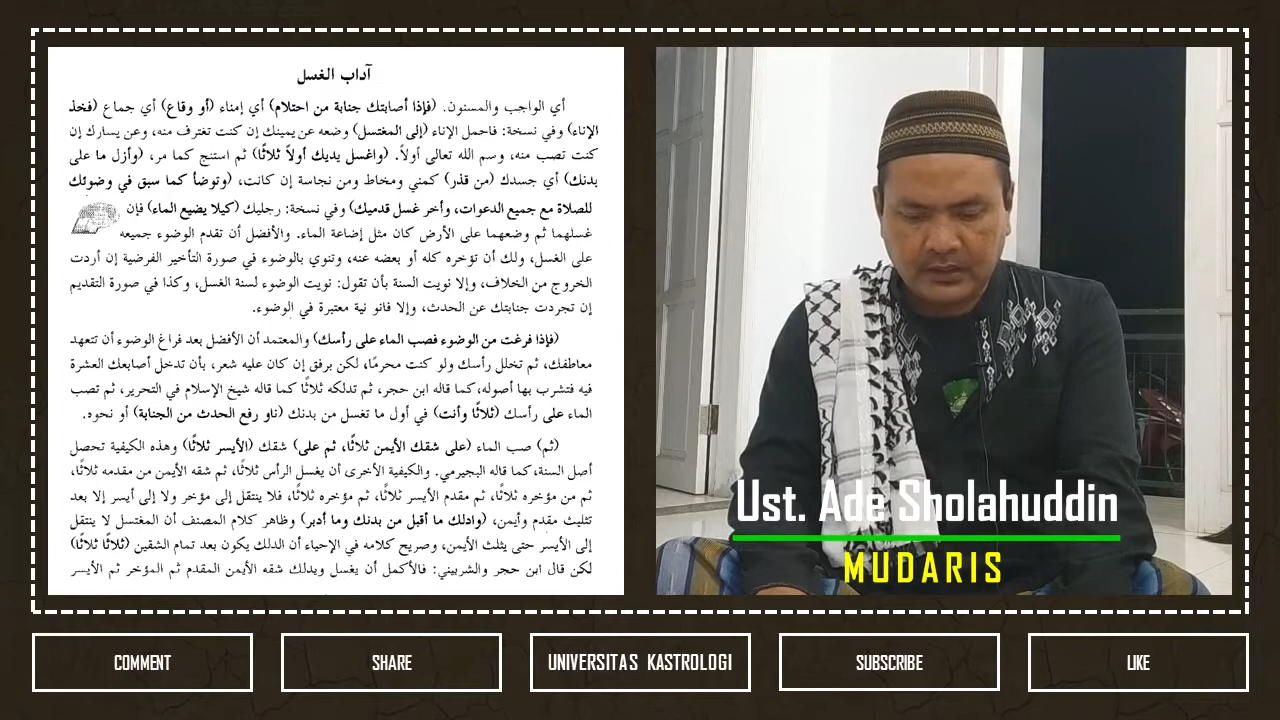 آداب الغسل
أي الواجب والمسنون. (فإذا أصابتك جنابة من احتلام) أي إمناء (أو وقاع) أي جماع (فخذ
الإناء) وفي نسخة: فاحمل الإناء (إلى المغتسل) وضعه عن يمينك إن كنت تغترف منه، وعن يسارك إن
كنت تصب منه، وسم الله تعالى أولاً. (واغسل يديك أولاً ثلاثًا) ثم استنج كما مر، (وأزل ما على
بدنك) أي جسدك (من قذر) كمني ومخاط ومن نجاسة إن كانت، (وتوضأ كما سبق في وضوئك
للصلاة مع جميع الدعوات، وأخر غسل قدميك) وفي نسخة: رجليك (كيلا يضيع الماء) فإن
غسلهما ثم وضعهما على الأرض كان مثل إضاعة الماء. والأفضل أن تقدم الوضوء جميعه
على الغسل، ولك أن تؤخره كله أو بعضه عنه، وتنوي بالوضوء في صورة التأخير الفرضية إن أردت
الخروج من الخلاف، وإلا نويت السنة بأن تقول: نويت الوضوء لسنة الغسل، وكذا في صورة التقديم
إن تجردت جنابتك عن الحدث، وإلا فانو نية معتبرة في الوضوء.
(فإذا فرغت من الوضوء فصب الماء على رأسك) والمعتمد أن الأفضل بعد فراغ الوضوء أن تتعهد
معاطفك، ثم تخلل رأسك ولو كنت محرمًا، لكن برفق إن كان عليه شعر، بأن تدخل أصابعك العشرة
فيه فتشرب بها أصوله، كما قاله ابن حجر، ثم تدلكه ثلاثًا كما قاله شيخ الإسلام في التحرير، ثم تصب
الماء على رأسك (ثلاثًا وأنت) في أول ما تغسل من بدنك (ناو رفع الحدث من الجنابة) أو نحوه.
(ثم) صب الماء (على شقك الأيمن ثلاثًا، ثم على) شقك (الأيسر ثلاثًا) وهذه الكيفية تحصل
أصل السنة، كما قاله البجيرمي. والكيفية الأخرى أن يغسل الرأس ثلاثًا، ثم شقه الأيمن من مقدمه ثلاثًا،
ثم من مؤخره ثلاثًا، ثم مقدم الأيسر ثلاثًا، ثم مؤخره ثلاثًا، فلا ينتقل إلى مؤخر ولا إلى أيسر إلا بعد
تثليث مقدم وأيمن، (وادلك ما أقبل من بدنك وما أدبر) وظاهر كلام المصنف أن المغتسل لا ينتقل
إلى الأيسر حتى يثلث الأيمن، وصريح كلامه في الإحياء أن الدلك يكون بعد تمام الشقين (ثلاثًا ثلاثًا)
لكن قال ابن حجر والشربيني: فالأكمل أن يغسل ويدلك شقه الأيمن المقدم ثم المؤخر ثم الأيسر
Ust. Ade Sholahuddin
MUDARIS
COMMENT
SHARE
UNIVERSITAS KASTROLOGI
SUBSCRIBE
LIKE